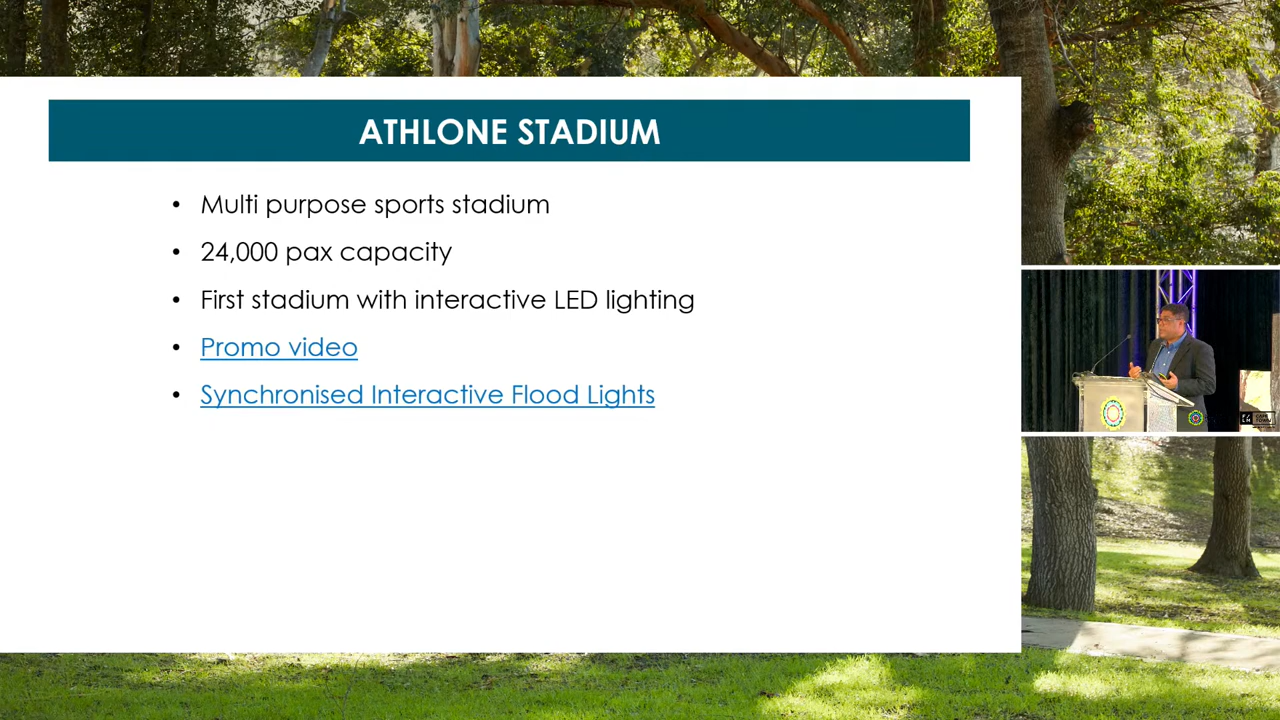 ATHLONE STADIUM
• Multi purpose sports stadium
• 24,000 pax capacity
• First stadium with interactive LED lighting
• Promo video
• Synchronised Interactive Flood Lights